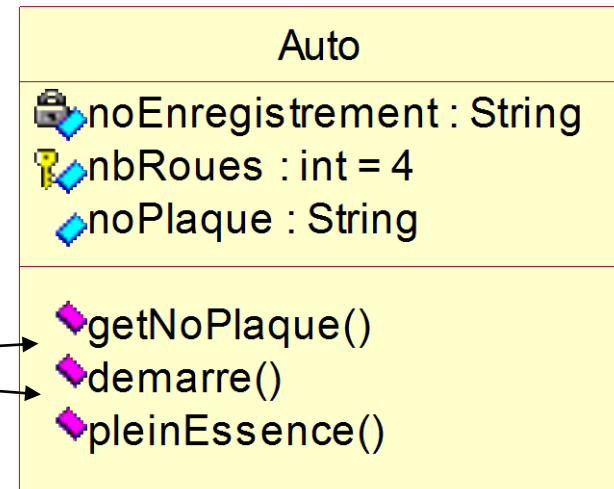 Auto
noEnregistrement : String
nbRoues : int = 4
noPlaque : String
getNoPlaque()
demarre()
pleinEssence()